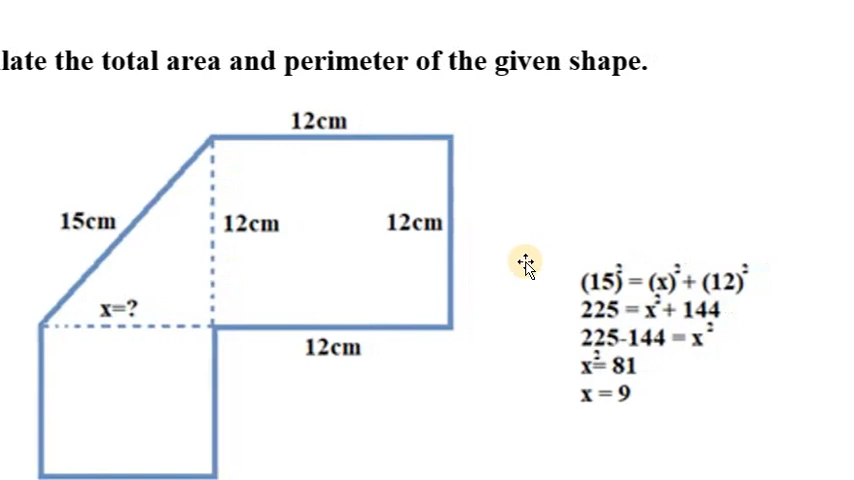 late the total area and perimeter of the given shape.
12cm
15cm
12cm
12cm
x=?
12cm
(15)² = (x)² + (12)²
225 = x² + 144
225-144 = x²
x² = 81
x = 9